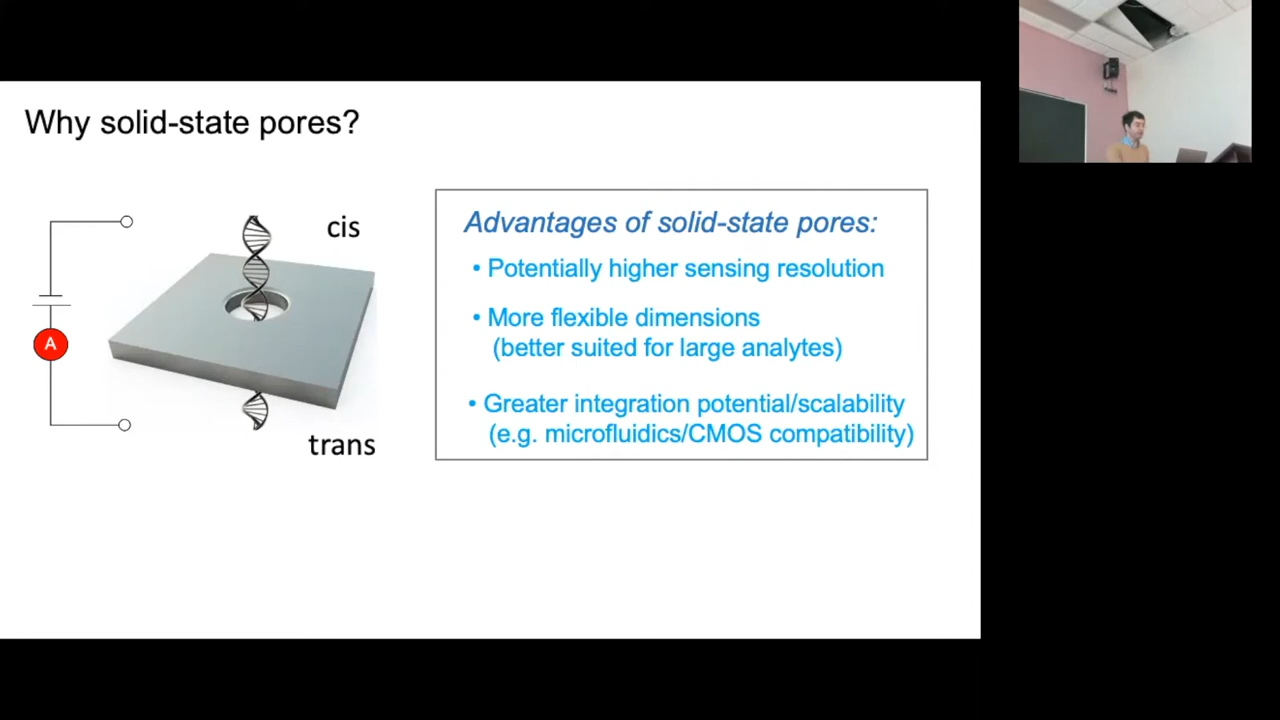 Why solid-state pores?
cis
A
trans
Advantages of solid-state pores:
• Potentially higher sensing resolution
• More flexible dimensions
(better suited for large analytes)
• Greater integration potential/scalability
(e.g. microfluidics/CMOS compatibility)